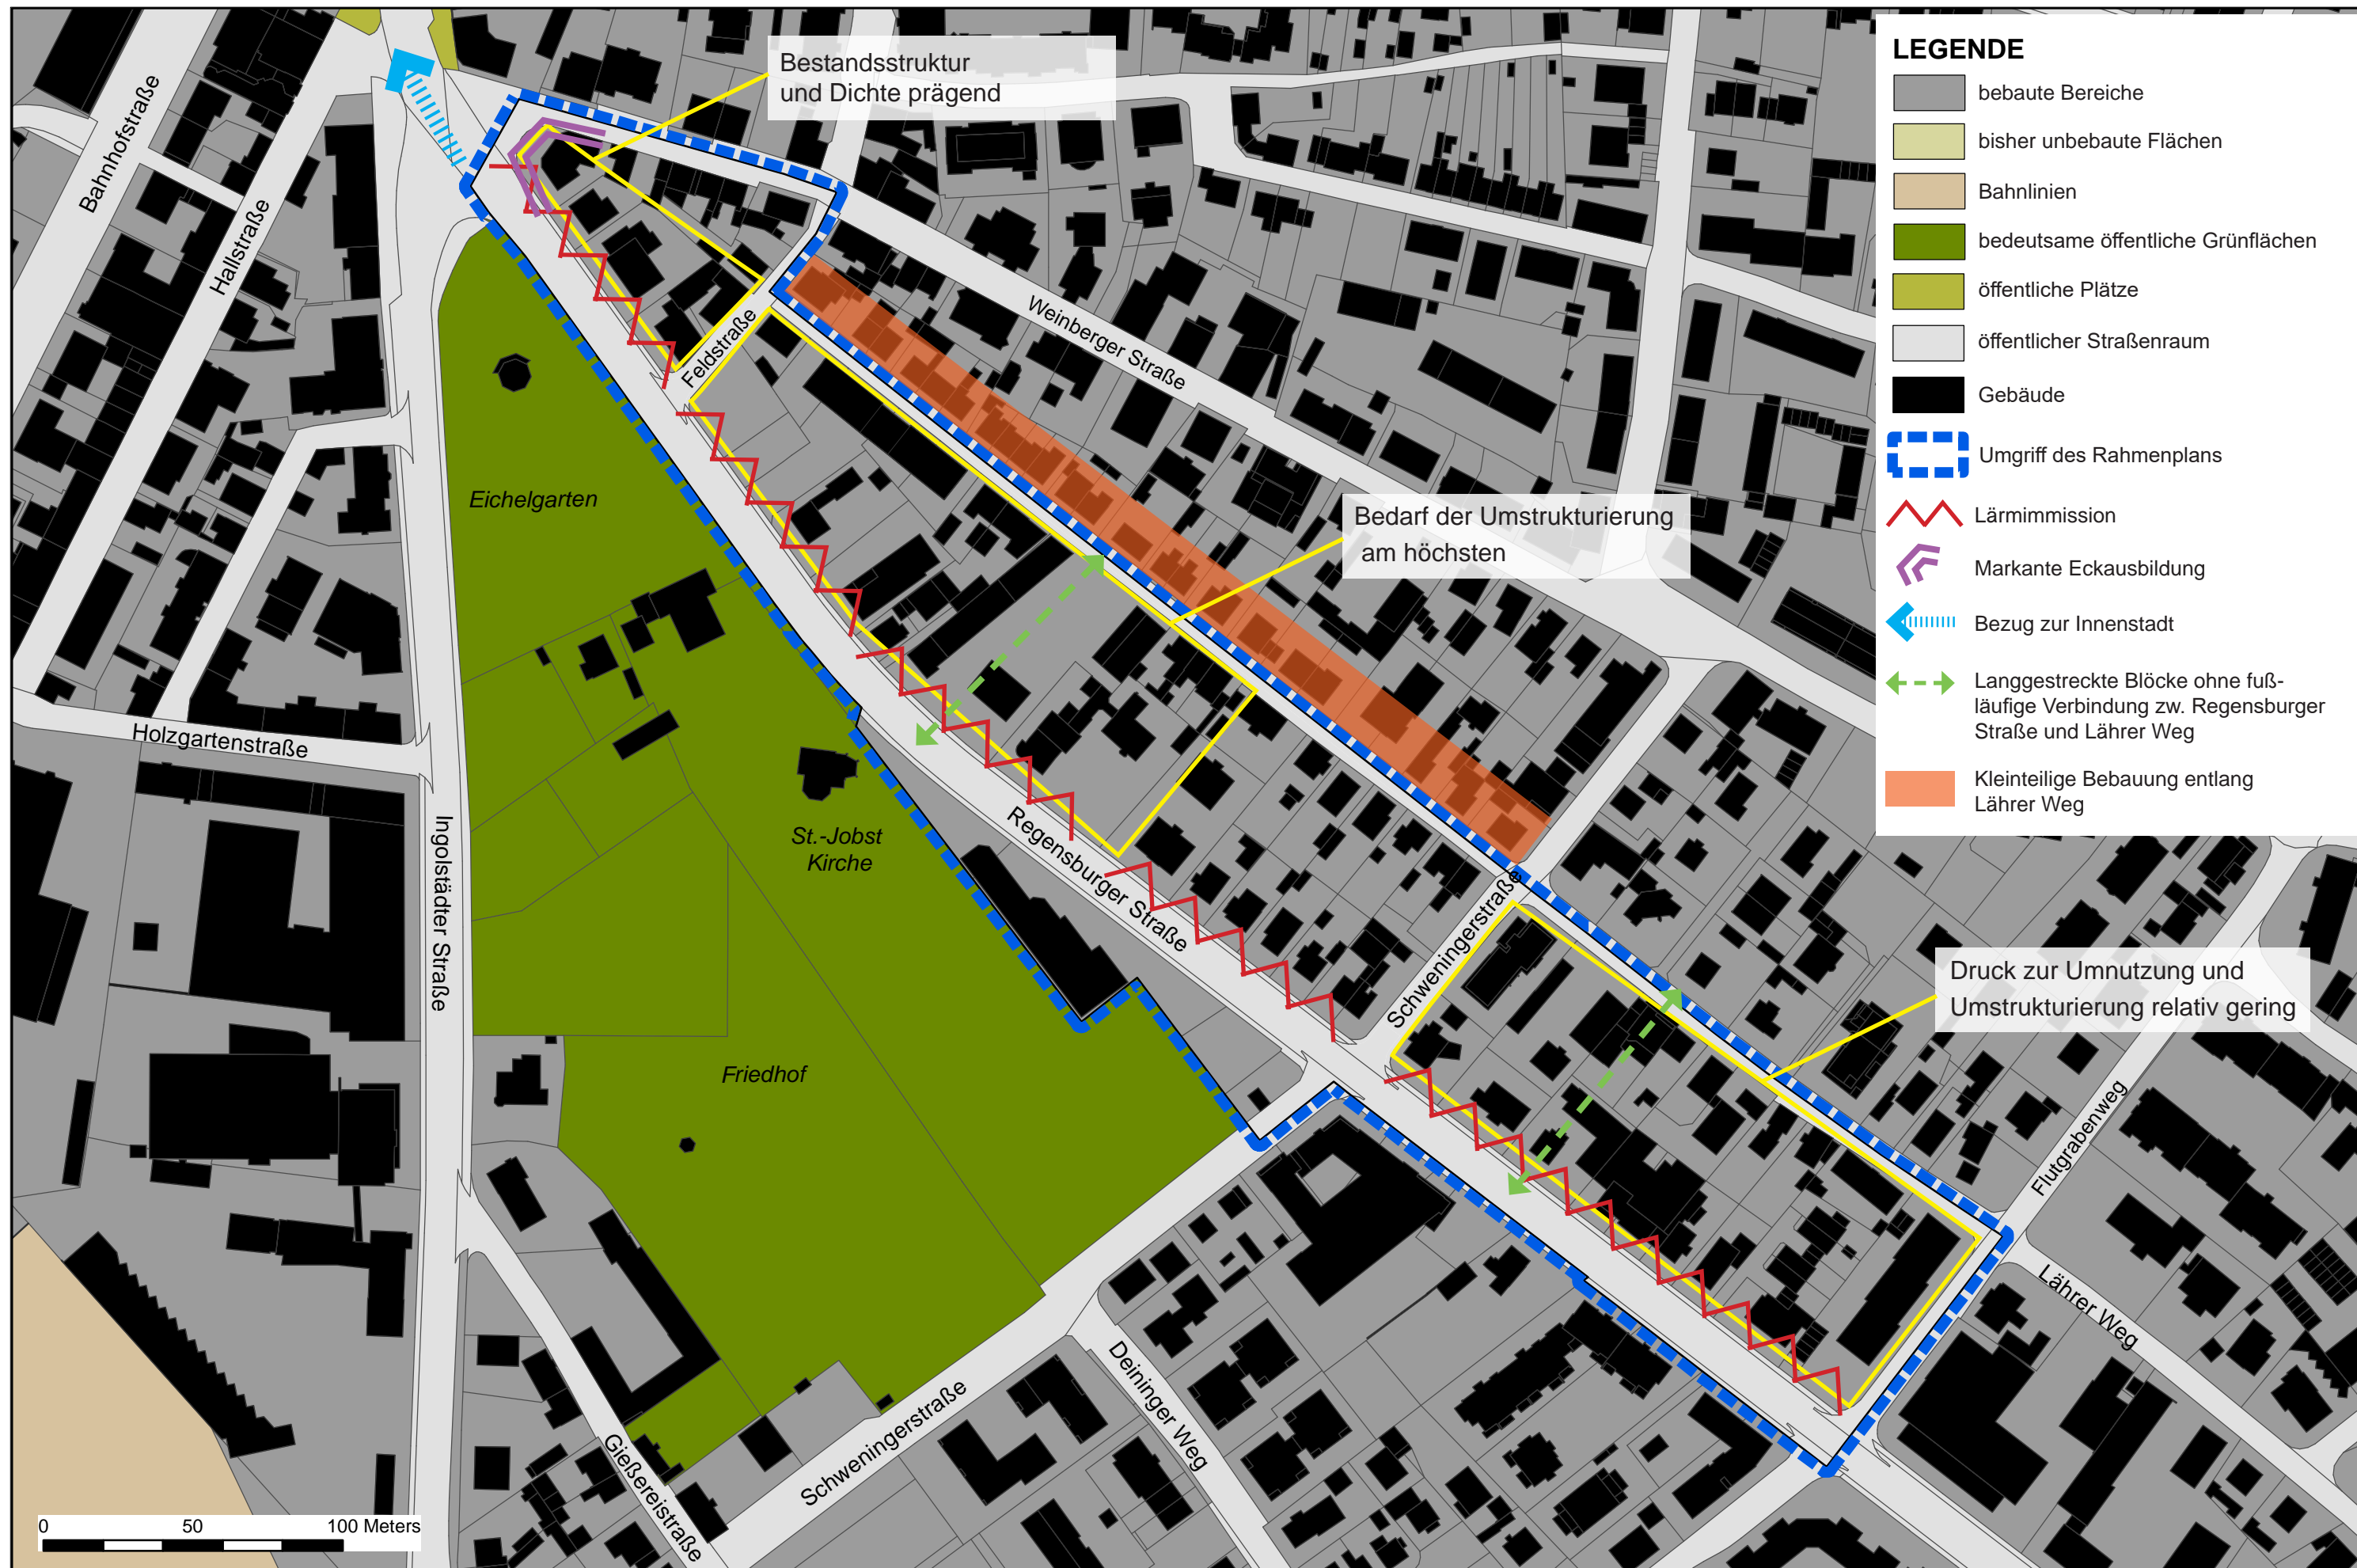 Bestandsstruktur
und Dichte prägend
Bahnhofstraße
Hallstraße
Feldstraße
Weinberger Straße
Eichelgarten
Bedarf der Umstrukturierung
am höchsten
Holzgartenstraße
St.-Jobst
Kirche
Ingolstädter Straße
Regensburger Straße
Schweningerstraße
Druck zur Umnutzung und
Umstrukturierung relativ gering
Friedhof
Flutgrabenweg
Lährer Weg
Deininger Weg
Schweningerstraße
Gießereistraße
0 50 100 Meters
LEGENDE
bebaute Bereiche
bisher unbebaute Flächen
Bahnlinien
bedeutsame öffentliche Grünflächen
öffentliche Plätze
öffentlicher Straßenraum
Gebäude
Umgriff des Rahmenplans
Lärmimmission
Markante Eckausbildung
Bezug zur Innenstadt
Langgestreckte Blöcke ohne fuß-
läufige Verbindung zw. Regensburger
Straße und Lährer Weg
Kleinteilige Bebauung entlang
Lährer Weg